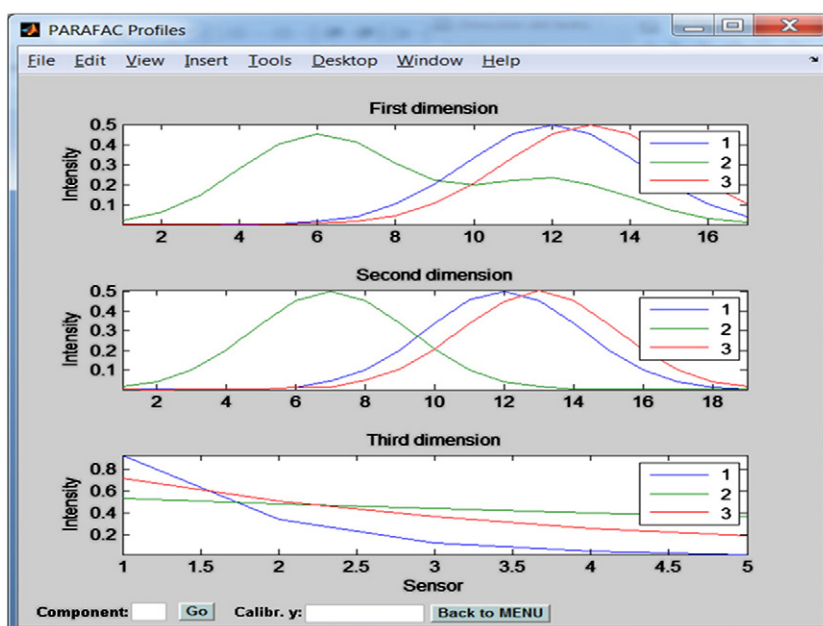 PARAFAC Profiles
File Edit View Insert Tools Desktop Window Help
First dimension
Intensity
0.5
0.4
0.3
0.2
0.1
2 4 6 8 10 12 14 16
1
2
3
Second dimension
Intensity
0.5
0.4
0.3
0.2
2 4 6 8 10 12 14 16 18
1
2
3
Third dimension
Intensity
0.8
0.6
0.4
0.2
1 1.5 2 2.5 3 3.5 4 4.5 5
1
2
3
Sensor
Component: Go Calibr. y: Back to MENU